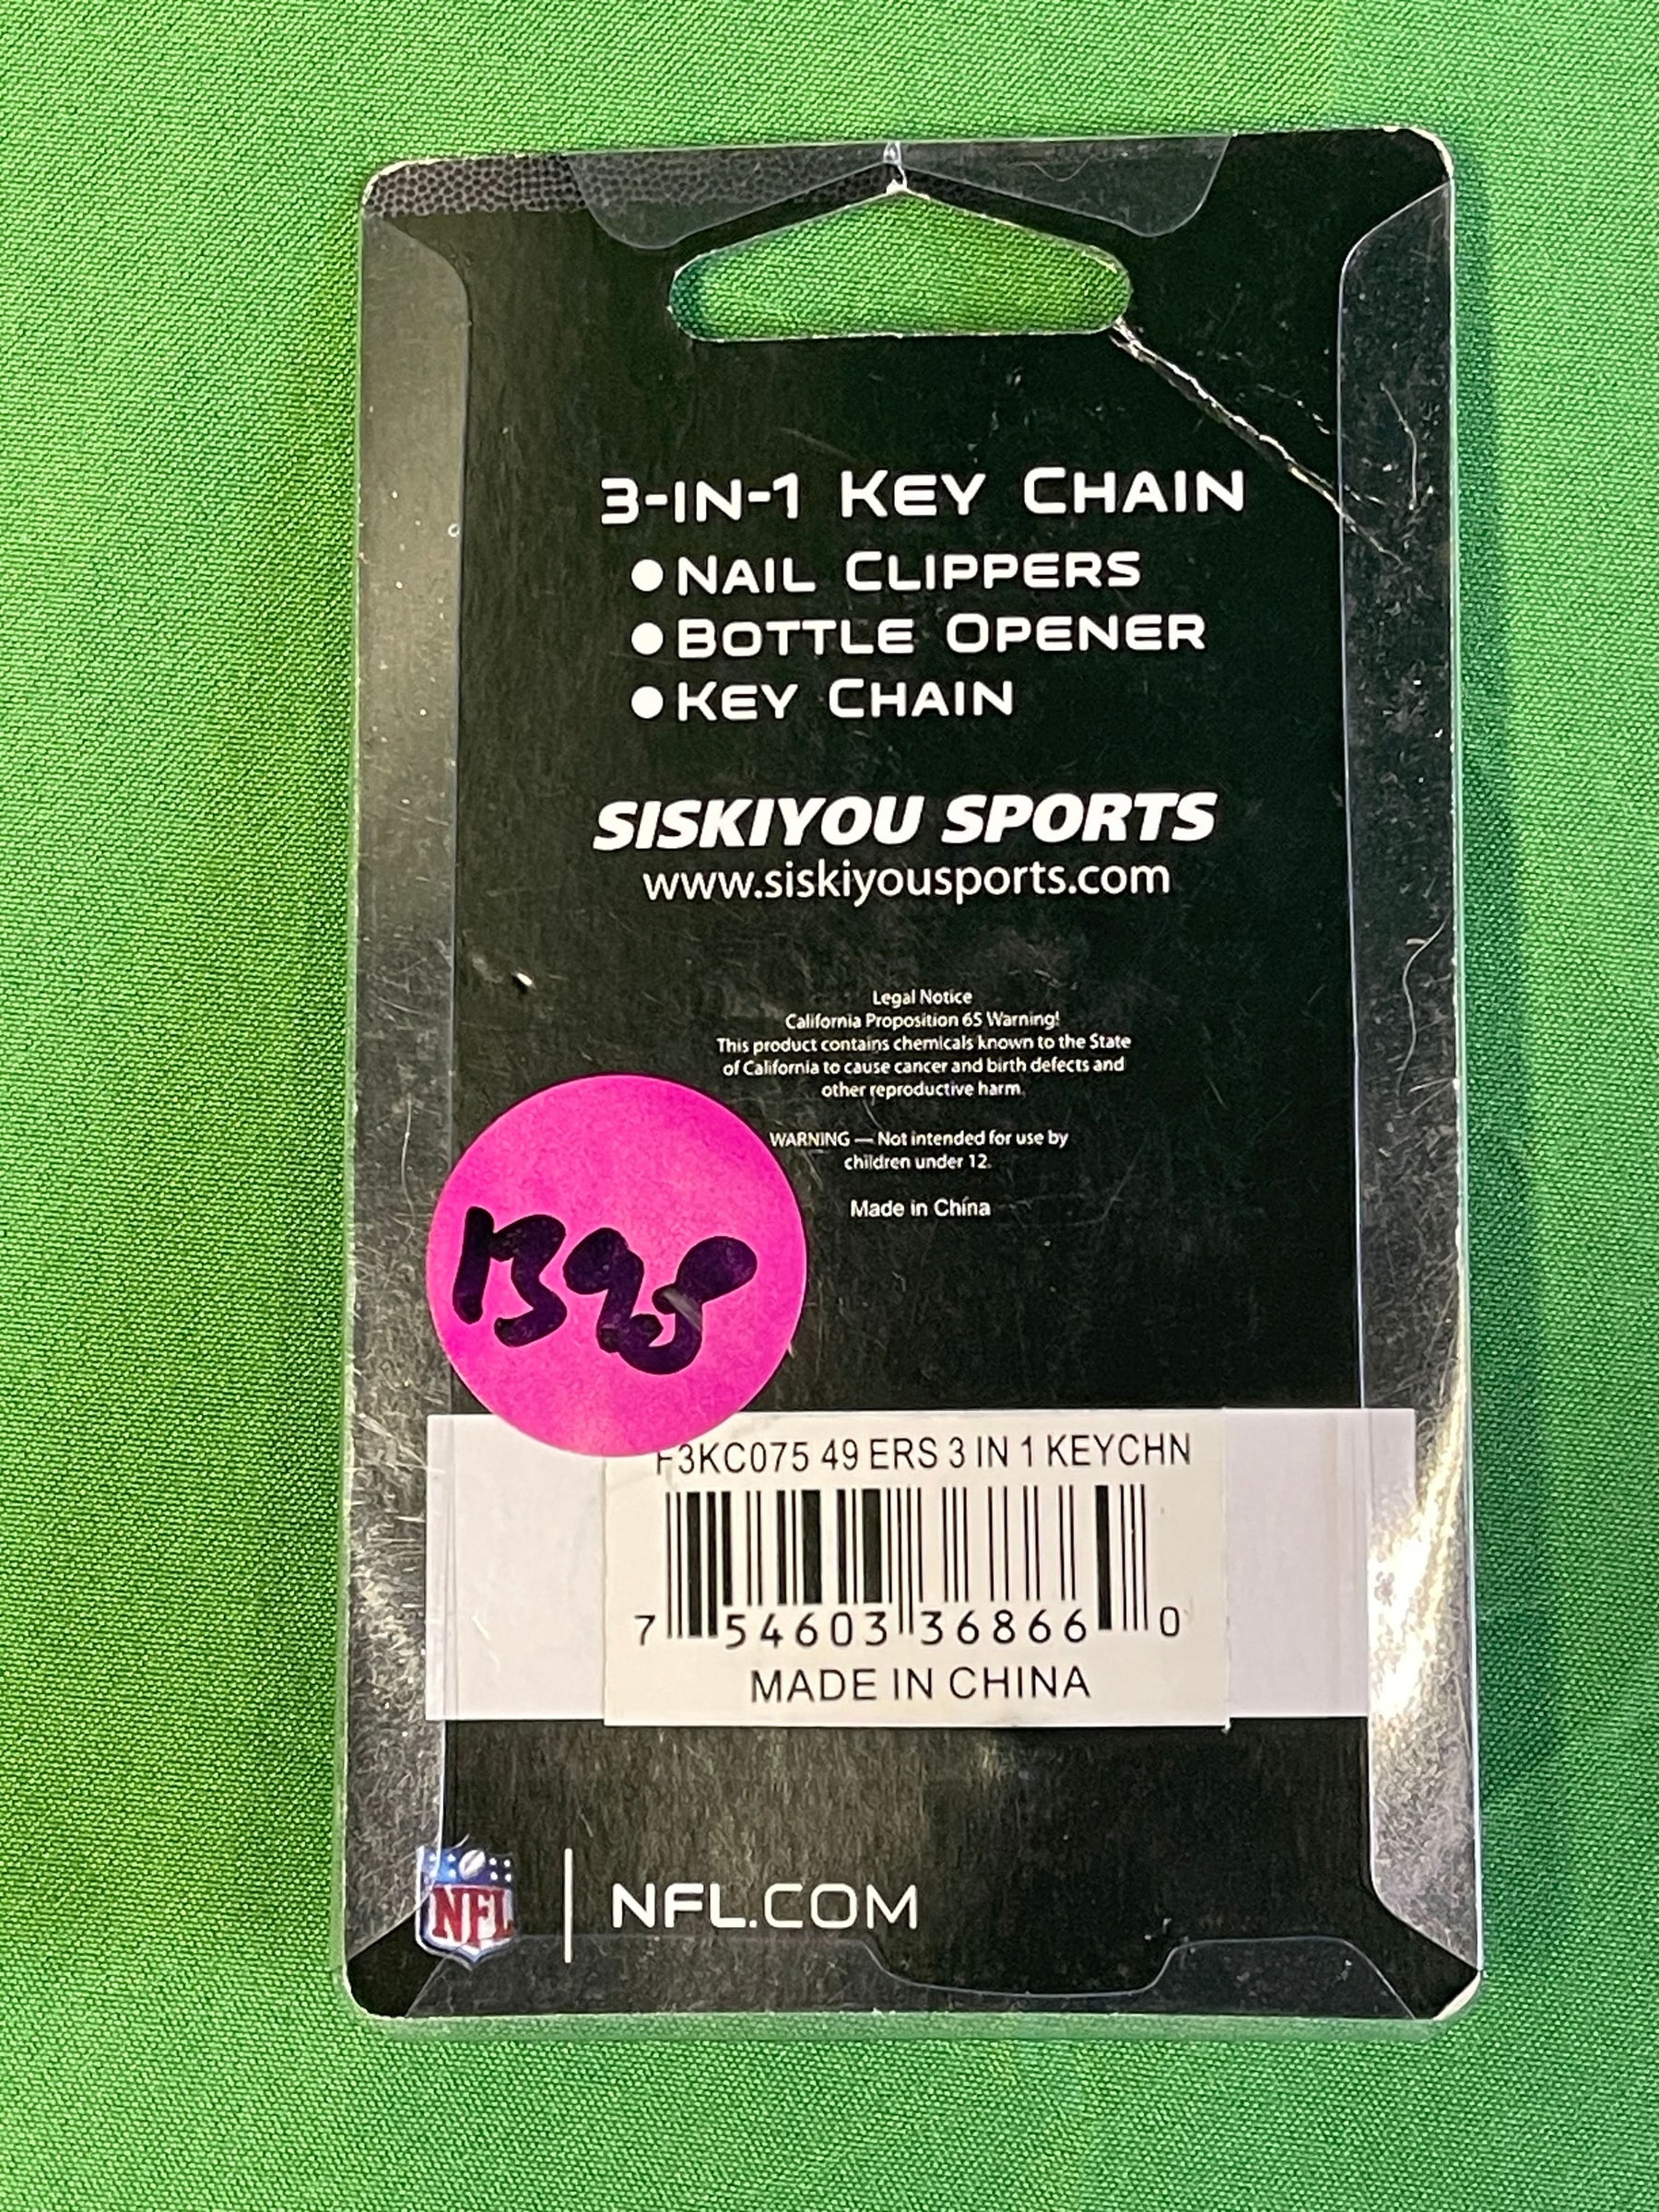 3-IN-1 KEY CHAIN
● NAIL CLIPPERS
● BOTTLE OPENER
● KEY CHAIN
SISKIYOU SPORTS
www.siskiyousports.com
Legal Notice
California Proposition 65 Warning!
This product contains chemicals known to the State
of California to cause cancer and birth defects and
other reproductive harm.
WARNING — Not intended for use by
children under 12.
Made in China
1398
F3KC075 49 ERS 3 IN 1 KEYCHN
7 54603 36866 0
MADE IN CHINA
NFL NFL.COM